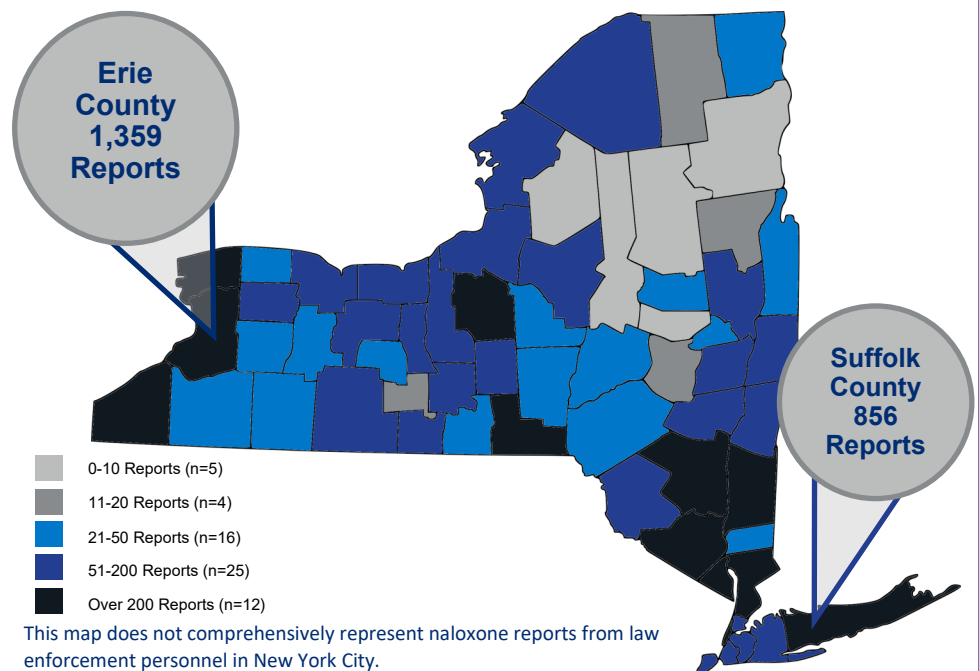 Erie
County
1,359
Reports
Suffolk
County
856
Reports
0-10 Reports (n=5)
11-20 Reports (n=4)
21-50 Reports (n=16)
51-200 Reports (n=25)
Over 200 Reports (n=12)
This map does not comprehensively represent naloxone reports from law
enforcement personnel in New York City.